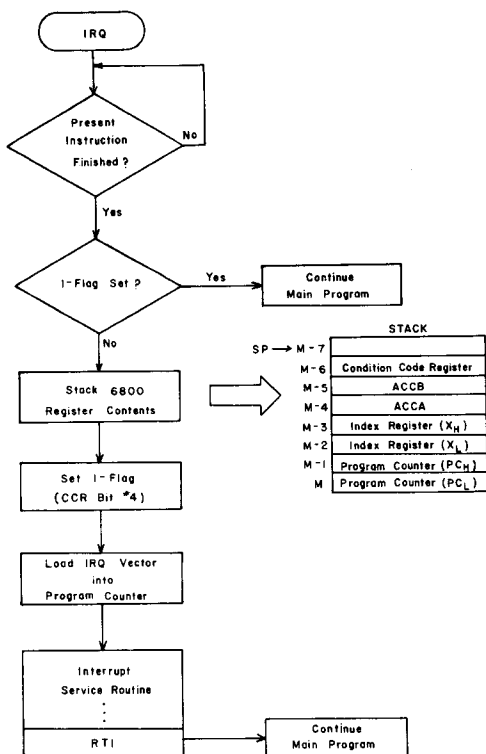 IRQ
Present
Instruction
Finished?
No
Yes
1-Flag Set?
Yes
Continue
Main Program
No
Stack 6800
Register Contents
STACK
SP → M-7
M-6 Condition Code Register
M-5 ACCB
M-4 ACCA
M-3 Index Register (XH)
M-2 Index Register (XL)
M-1 Program Counter (PCH)
M Program Counter (PCL)
Set 1-Flag
(CCR Bit #4)
Load IRQ Vector
into
Program Counter
Interrupt
Service Routine
RTI
Continue
Main Program